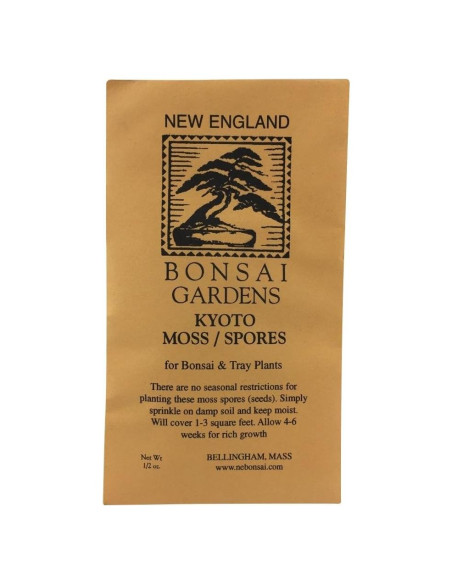 NEW ENGLAND
BONSAI
GARDENS
KYOTO
MOSS / SPORES
for Bonsai & Tray Plants
There are no seasonal restrictions for
planting these moss spores (seeds). Simply
sprinkle on damp soil and keep moist.
Will cover 1-3 square feet. Allow 4-6
weeks for rich growth
Net Wt
1/2 oz.
BELLINGHAM, MASS
www.nebonsai.com